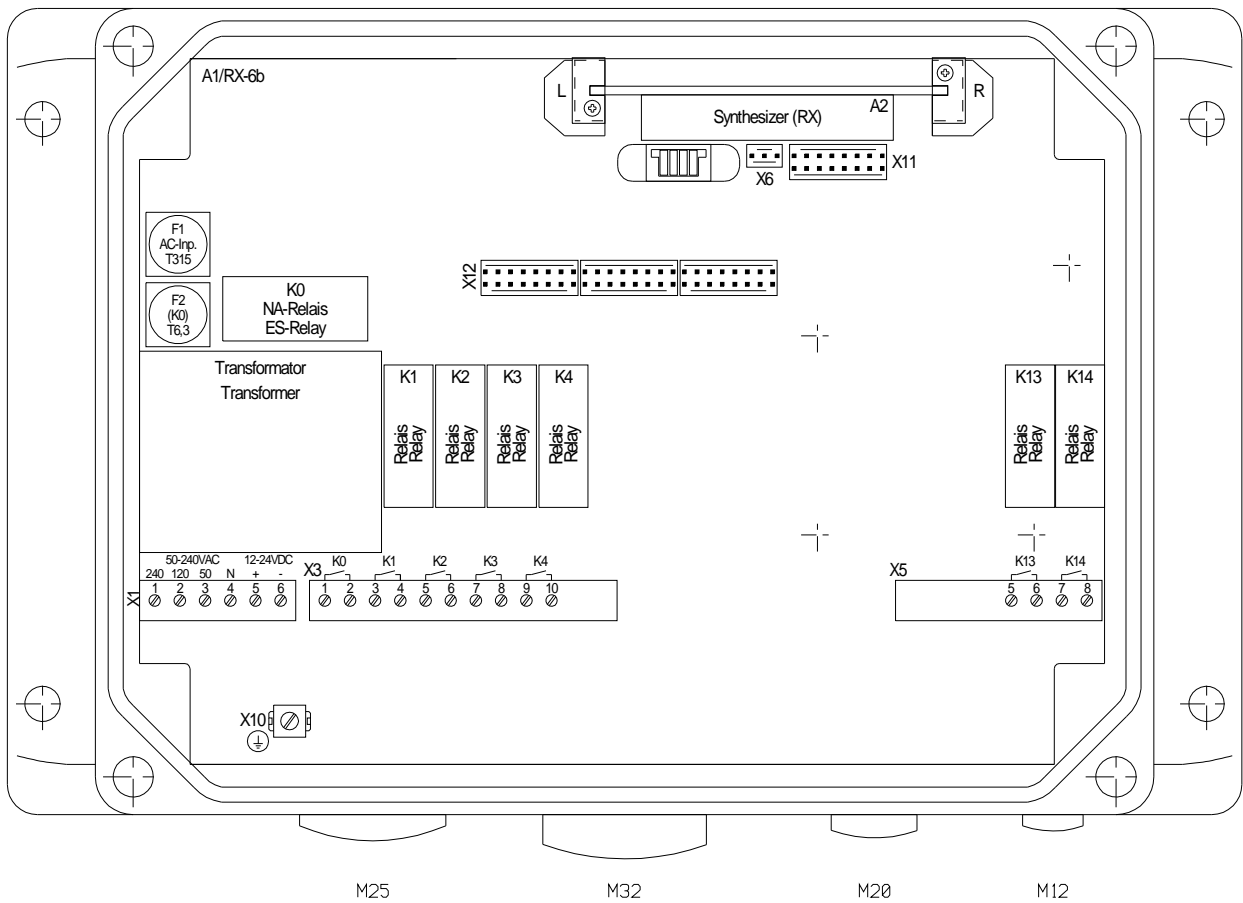 A1/RX-6b
L
R
A2
Synthesizer (RX)
X6
X11
F1
AC-Inp.
T315
X12
F2
(K0)
T6,3
K0
NA-Relais
ES-Relay
Transformator
Transformer
K1
Relais
Relay
K2
Relais
Relay
K3
Relais
Relay
K4
Relais
Relay
K13
Relais
Relay
K14
Relais
Relay
50-240VAC 12-24VDC
240 120 50 N + -
X1
1 2 3 4 5 6
X3
K0 K1 K2 K3 K4
1 2 3 4 5 6 7 8 9 10
X5
K13 K14
5 6 7 8
X10
M25 M32 M20 M12